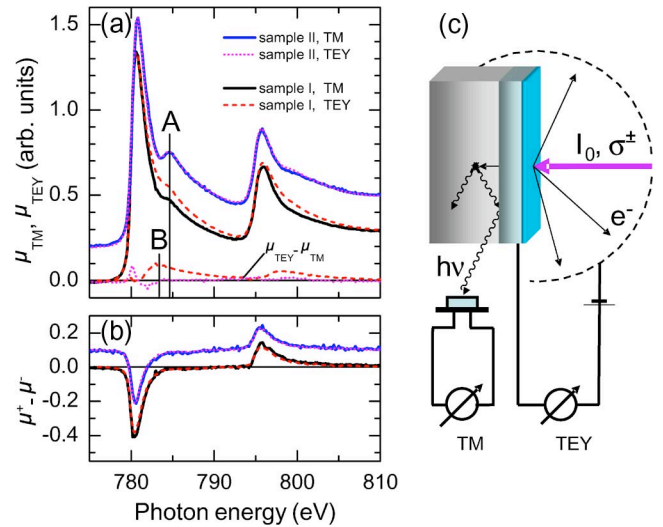 (a)
sample II, TM
sample II, TEY
sample I, TM
sample I, TEY
A
B
μTEY-μTM
μTM, μTEY (arb. units)
1.5
1.0
0.5
0.0
(b)
μ+-μ-
0.2
0.0
-0.2
-0.4
780
790
800
810
Photon energy (eV)
(c)
I0, σ±
e-
hν
TM
TEY